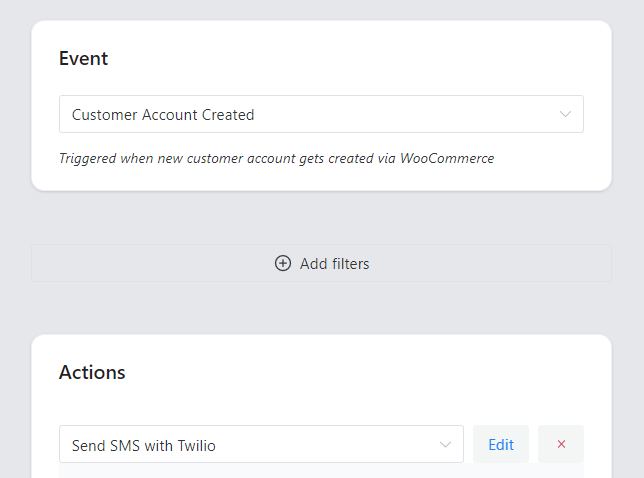 Event
Customer Account Created
Triggered when new customer account gets created via WooCommerce
Add filters
Actions
Send SMS with Twilio
Edit
×